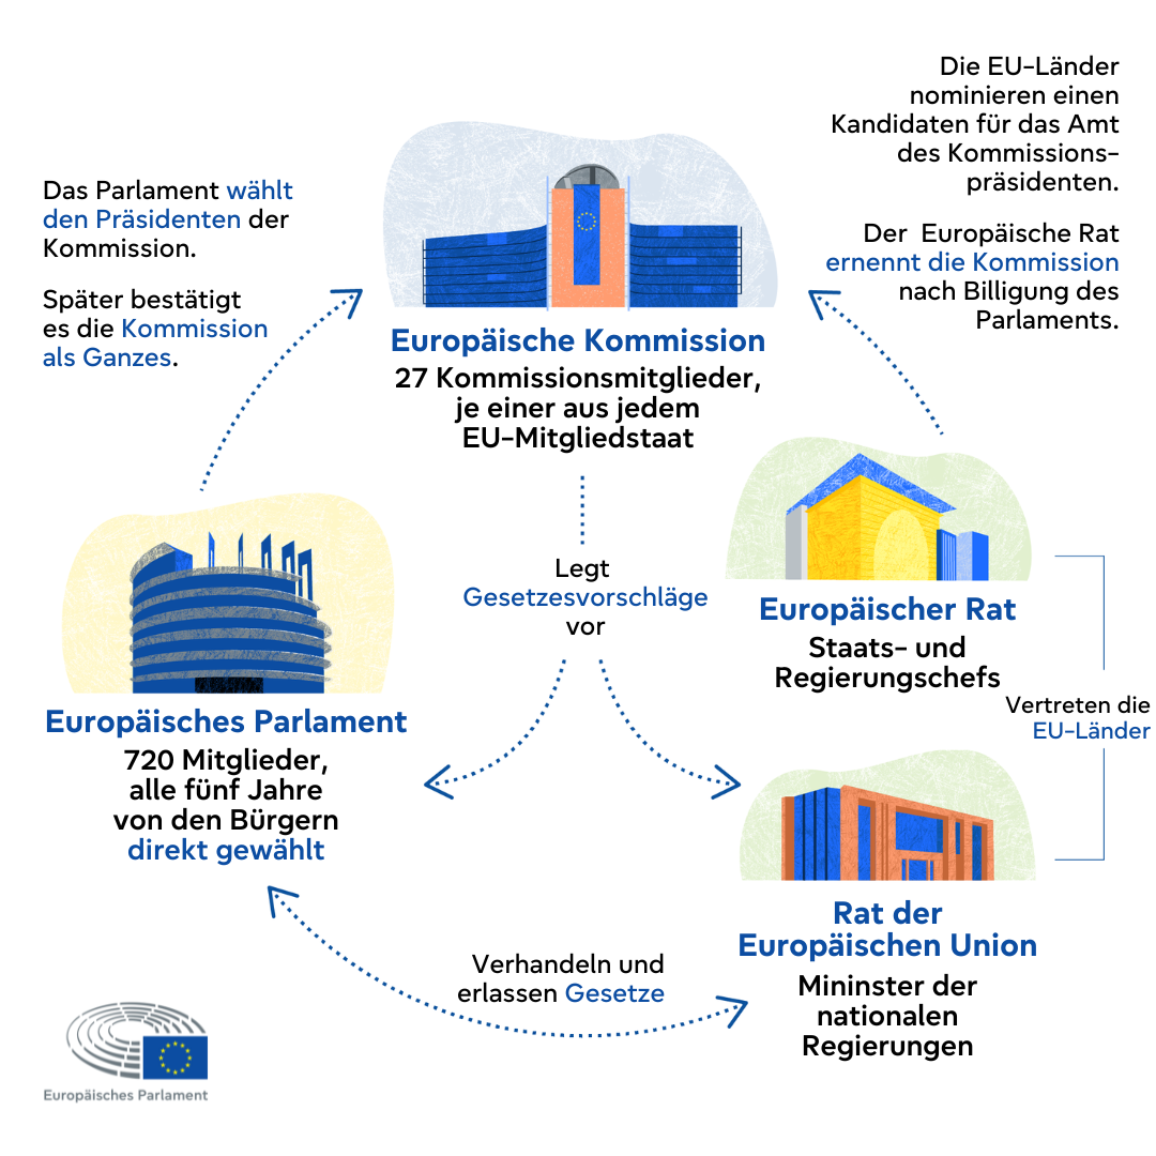 Die EU-Länder
nominieren einen
Kandidaten für das Amt
des Kommissions-
präsidenten.
Der Europäische Rat
ernennt die Kommission
nach Billigung des
Parlaments.
Das Parlament wählt
den Präsidenten der
Kommission.
Später bestätigt
es die Kommission
als Ganzes.
Europäische Kommission
27 Kommissionsmitglieder,
je einer aus jedem
EU-Mitgliedstaat
Legt
Gesetzesvorschläge
vor
Europäischer Rat
Staats- und
Regierungschefs
Vertreten die
EU-Länder
Europäisches Parlament
720 Mitglieder,
alle fünf Jahre
von den Bürgern
direkt gewählt
Rat der
Europäischen Union
Mininster der
nationalen
Regierungen
Verhandeln und
erlassen Gesetze
Europäisches Parlament